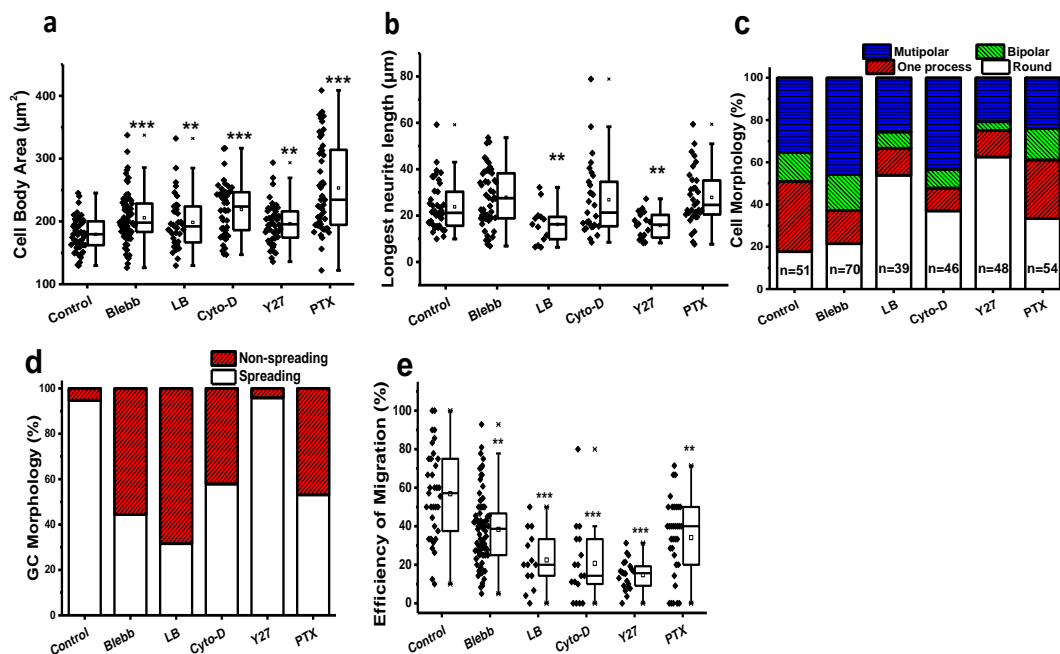 a
Cell Body Area (µm²)
400
300
200
100
***
**
***
**
***
Control
Blebb
LB
Cyto-D
Y27
PTX
b
Longest neurite length (µm)
80
60
40
20
0
**
**
Control
Blebb
LB
Cyto-D
Y27
PTX
c
Mutipolar
Bipolar
One process
Round
Cell Morphology (%)
100
80
60
40
20
0
n=51
n=70
n=39
n=46
n=48
n=54
Control
Blebb
LB
Cyto-D
Y27
PTX
d
Non-spreading
Spreading
GC Morphology (%)
100
80
60
40
20
0
Control
Blebb
LB
Cyto-D
Y27
PTX
e
Efficiency of Migration (%)
100
80
60
40
20
0
**
***
***
***
**
Control
Blebb
LB
Cyto-D
Y27
PTX